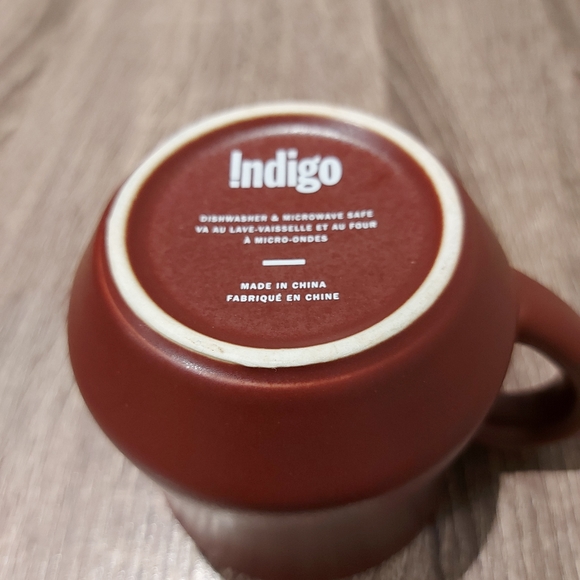 !ndigo
DISHWASHER & MICROWAVE SAFE
VA AU LAVE-VAISSELLE ET AU FOUR
À MICRO-ONDES
MADE IN CHINA
FABRIQUÉ EN CHINE